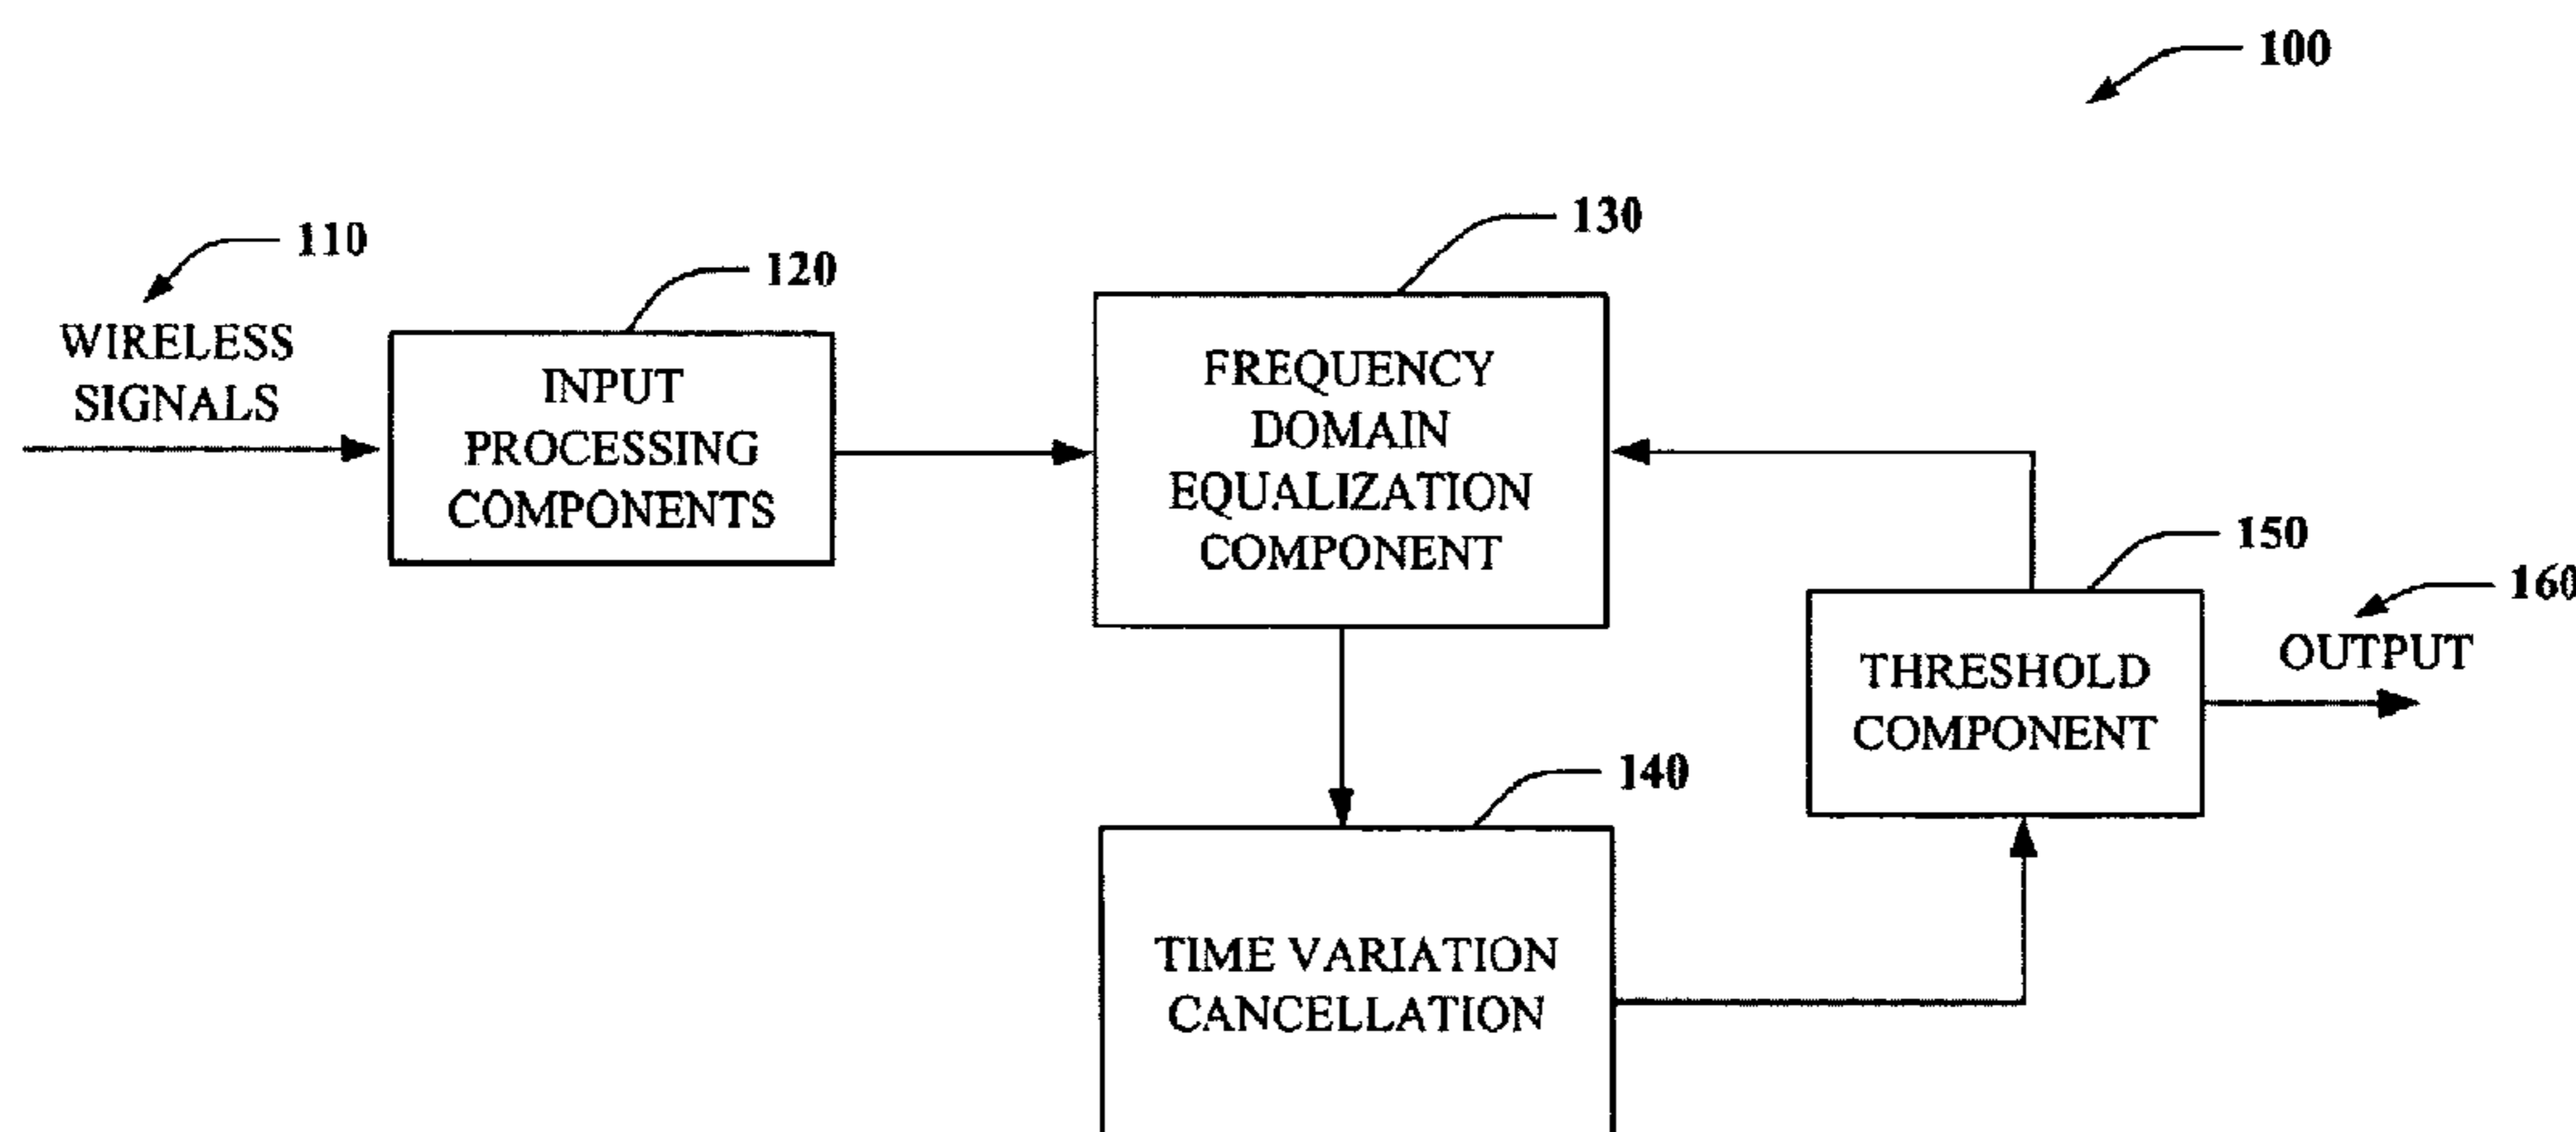 100
110
WIRELESS
SIGNALS
120
INPUT
PROCESSING
COMPONENTS
130
FREQUENCY
DOMAIN
EQUALIZATION
COMPONENT
150
THRESHOLD
COMPONENT
160
OUTPUT
140
TIME VARIATION
CANCELLATION